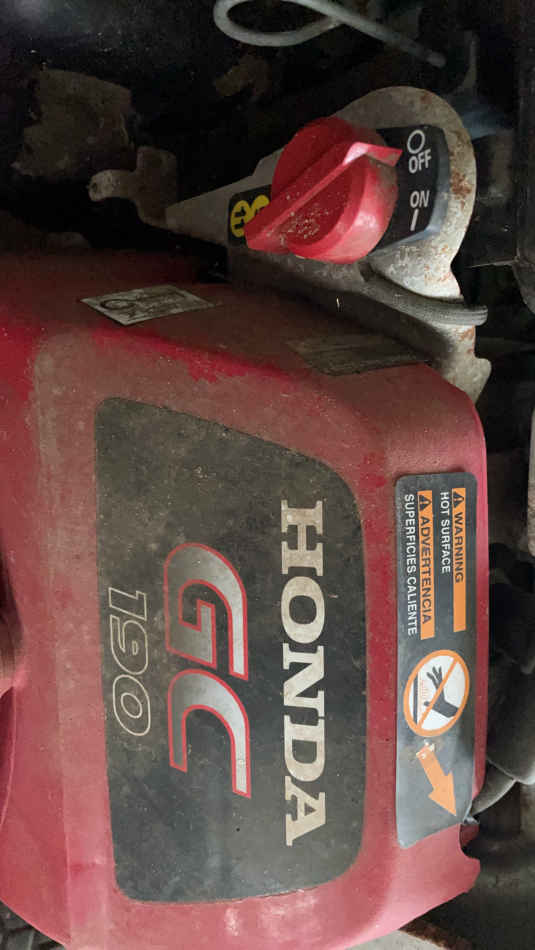 OFF
ON
HONDA
GC
190
WARNING
HOT SURFACE
ADVERTENCIA
SUPERFICIES CALIENTE